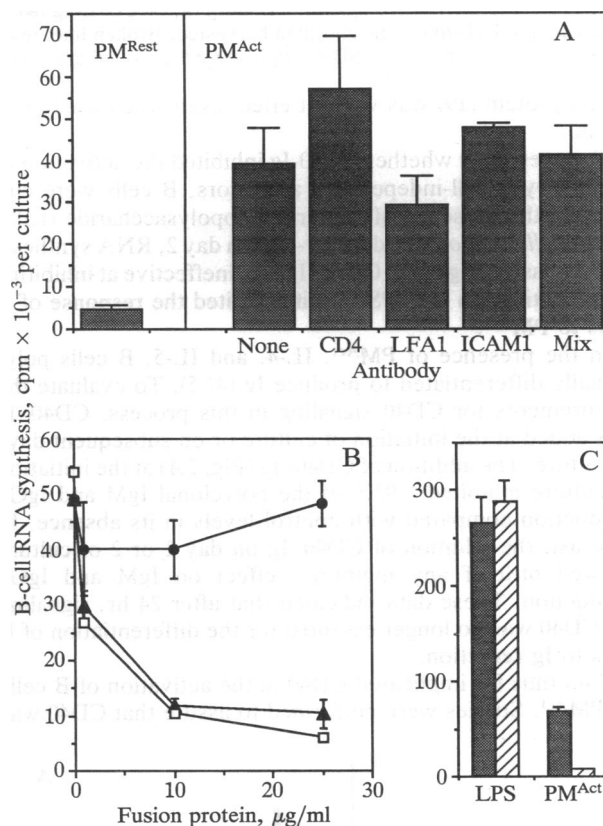 PM^Rest PM^Act A
70
60
50
40
30
20
10
0
None CD4 LFA1 ICAM1 Mix
Antibody
B-cell RNA synthesis, cpm × 10⁻³ per culture
B
60
50
40
30
20
10
0
0 10 20 30
Fusion protein, μg/ml
C
300
200
100
0
LPS PM^Act